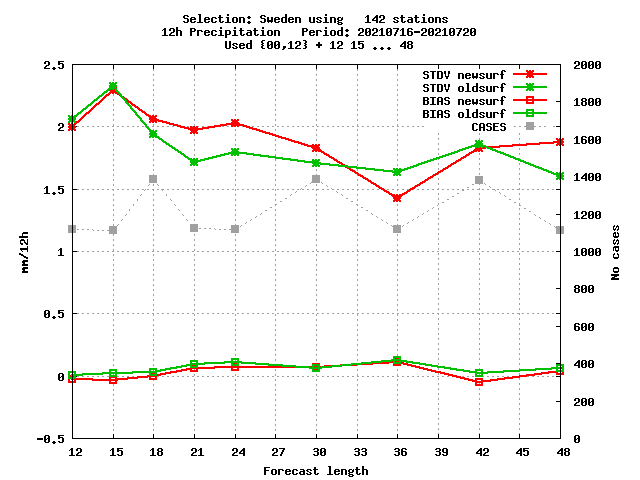 Selection: Sweden using   142 stations
12h Precipitation   Period: 20210716-20210720
Used {00,12} + 12 15 ... 48
STDV newsurf
STDV oldsurf
BIAS newsurf
BIAS oldsurf
CASES
2.5
2
1.5
1
0.5
0
-0.5
mm/12h
2000
1800
1600
1400
1200
1000
800
600
400
200
0
No cases
12 15 18 21 24 27 30 33 36 39 42 45 48
Forecast length